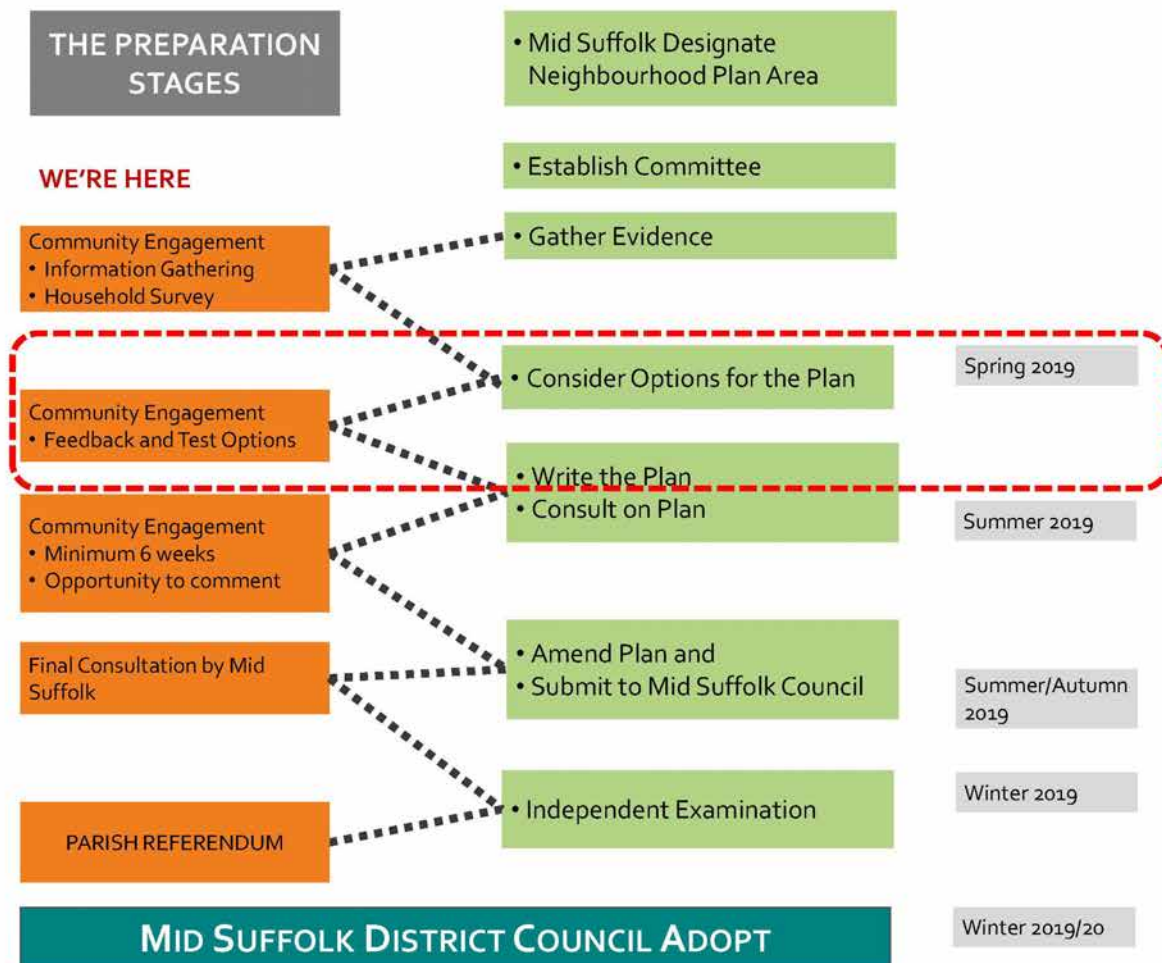 THE PREPARATION
STAGES
• Mid Suffolk Designate
Neighbourhood Plan Area
WE'RE HERE
• Establish Committee
Community Engagement
• Information Gathering
• Household Survey
• Gather Evidence
Community Engagement
• Feedback and Test Options
• Consider Options for the Plan
Spring 2019
Community Engagement
• Minimum 6 weeks
• Opportunity to comment
• Write the Plan
• Consult on Plan
Summer 2019
Final Consultation by Mid
Suffolk
• Amend Plan and
• Submit to Mid Suffolk Council
Summer/Autumn
2019
PARISH REFERENDUM
• Independent Examination
Winter 2019
MID SUFFOLK DISTRICT COUNCIL ADOPT
Winter 2019/20